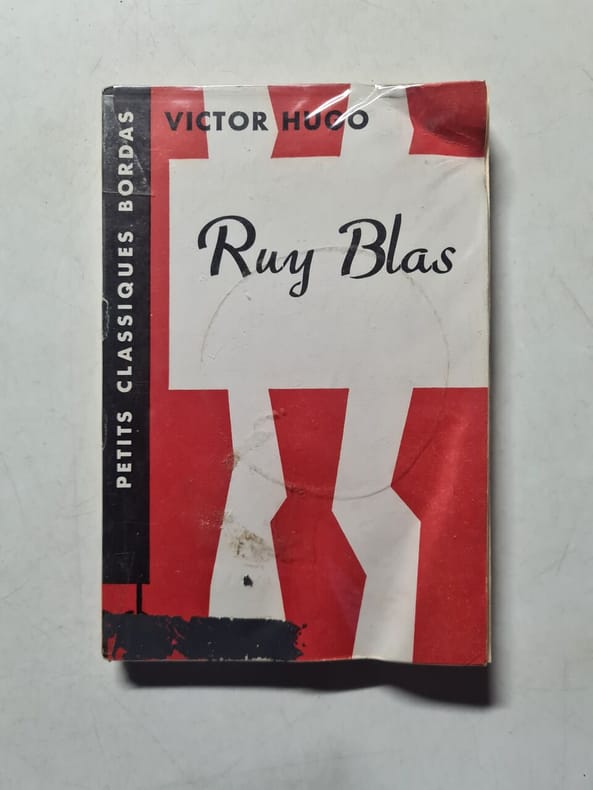 VICTOR HUGO
Ruy Blas
PETITS CLASSIQUES BORDAS